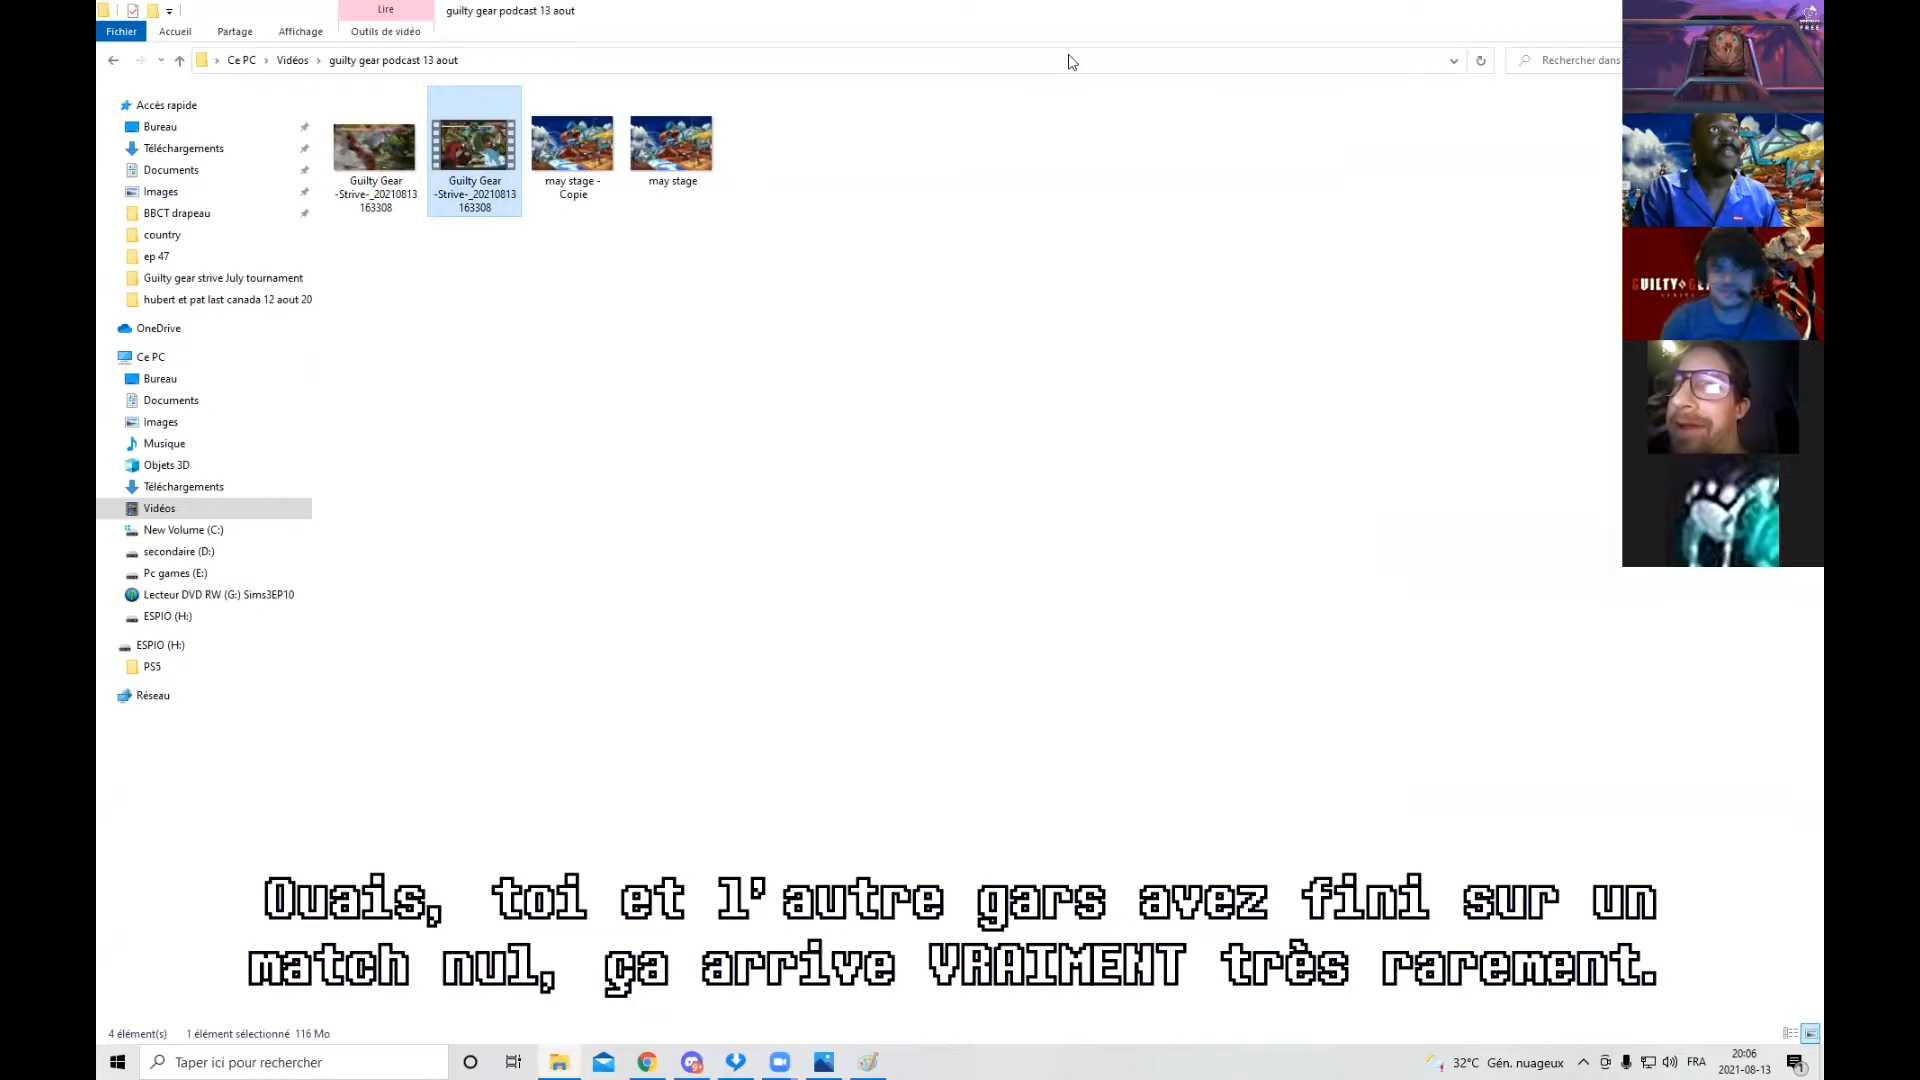 Lire
guilty gear podcast 13 aout
Fichier
Accueil
Partage
Affichage
Outils de vidéo
Ce PC > Vidéos > guilty gear podcast 13 aout
Rechercher dans
Accès rapide
Bureau
Téléchargements
Documents
Images
BBCT drapeau
country
ep 47
Guilty gear strive July tournament
hubert et pat last canada 12 aout 20
OneDrive
Ce PC
Bureau
Documents
Images
Musique
Objets 3D
Téléchargements
Vidéos
New Volume (C:)
secondaire (D:)
Pc games (E:)
Lecteur DVD RW (G:) Sims3EP10
ESPIO (H:)
ESPIO (H:)
PS5
Réseau
Guilty Gear
-Strive-_20210813
163308
Guilty Gear
-Strive-_20210813
163308
may stage -
Copie
may stage
FREE
GUILTY GE
Ouais, toi et l'autre gars avez fini sur un
match nul, ça arrive VRAIMENT très rarement.
4 élément(s) 1 élément sélectionné 116 Mo
Taper ici pour rechercher
32°C Gén. nuageux
FRA
20:06
2021-08-13